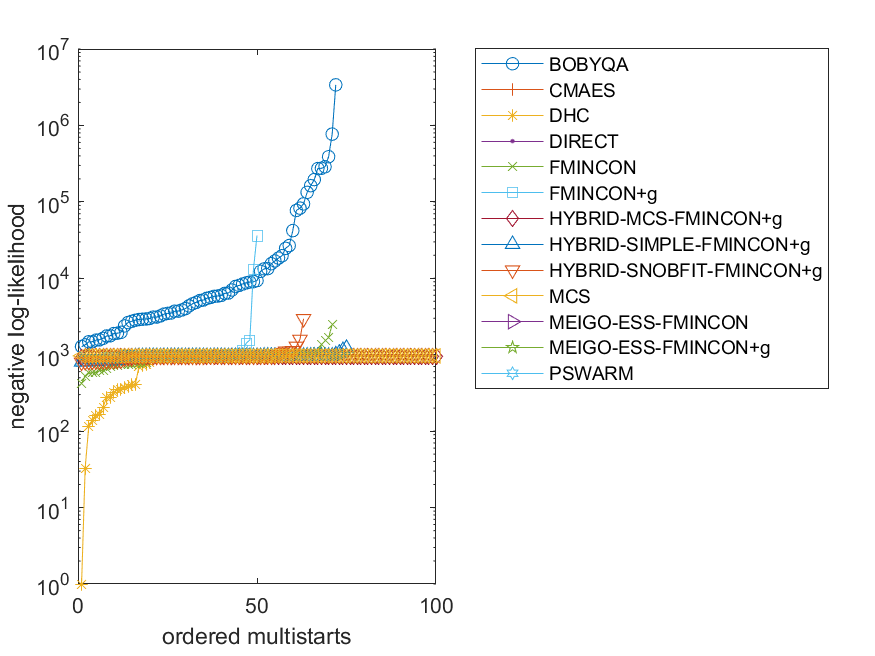 10^7
10^6
10^5
10^4
10^3
10^2
10^1
10^0
negative log-likelihood
0
50
100
ordered multistarts
BOBYQA
CMAES
DHC
DIRECT
FMINCON
FMINCON+g
HYBRID-MCS-FMINCON+g
HYBRID-SIMPLE-FMINCON+g
HYBRID-SNOBFIT-FMINCON+g
MCS
MEIGO-ESS-FMINCON
MEIGO-ESS-FMINCON+g
PSWARM